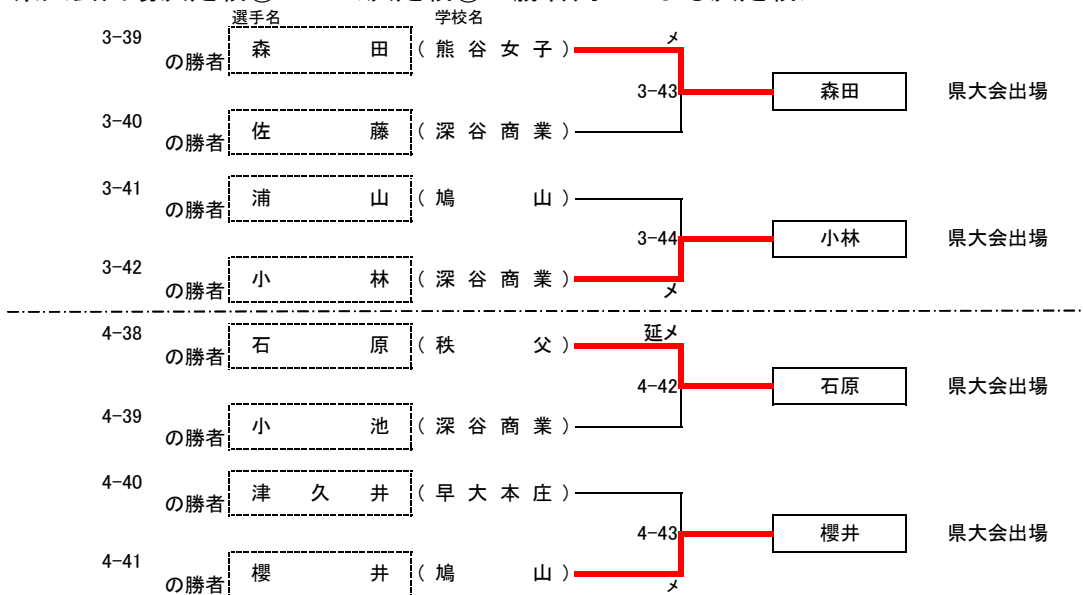 選手名 学校名
3-39 の勝者 森田 (熊谷女子) メ
3-43 森田 県大会出場
3-40 の勝者 佐藤 (深谷商業)
3-41 の勝者 浦山 (鳩山)
3-44 小林 県大会出場
3-42 の勝者 小林 (深谷商業) メ
4-38 の勝者 石原 (秩父) 延メ
4-42 石原 県大会出場
4-39 の勝者 小池 (深谷商業)
4-40 の勝者 津久井 (早大本庄)
4-43 櫻井 県大会出場
4-41 の勝者 櫻井 (鳩山) メ